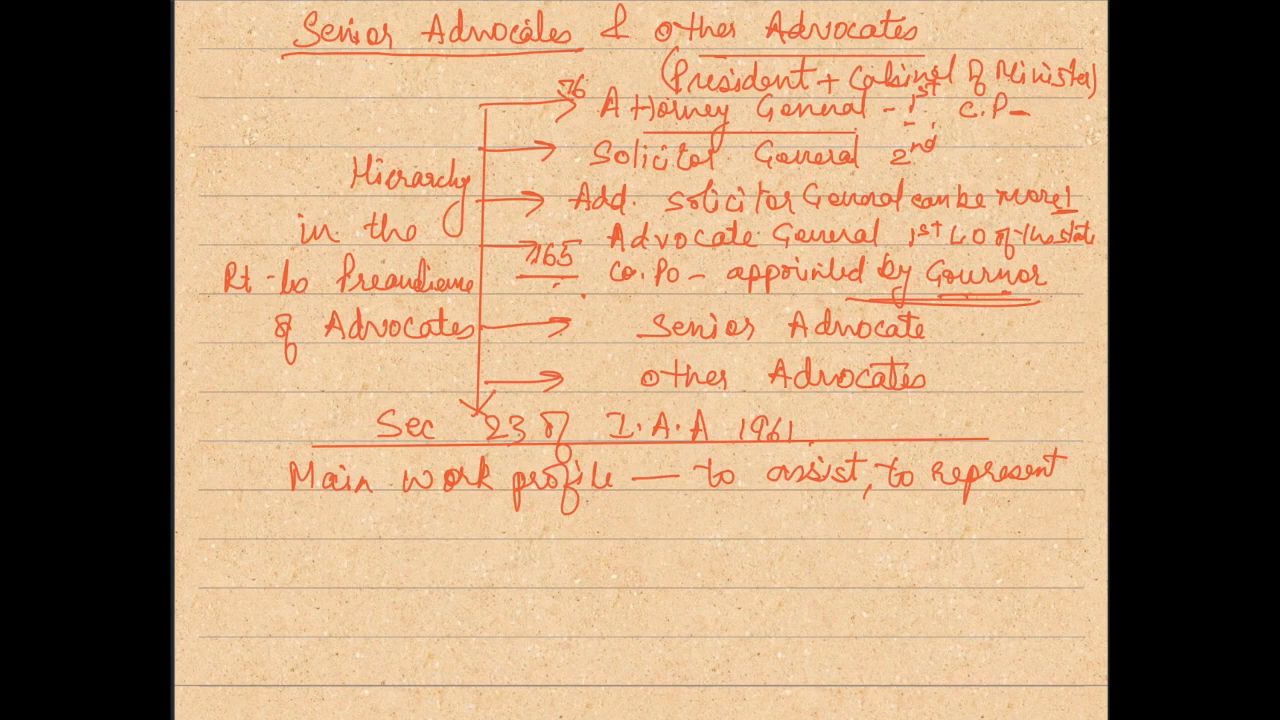 Senior Advocates & other Advocates
(President + Cabinet of Minister)
76 Attorney General - 1st C.P-
Solicitor General 2nd
Hierarchy
Add. Solicitor General can be more 1
in the
Advocate General 1st L.O of the state
165
Rt to Preaudience
Co. Po - appointed by Governor
of Advocates
Senior Advocate
other Advocates
Sec 23 of I.A.A 1961
Main work profile — to assist, to represent